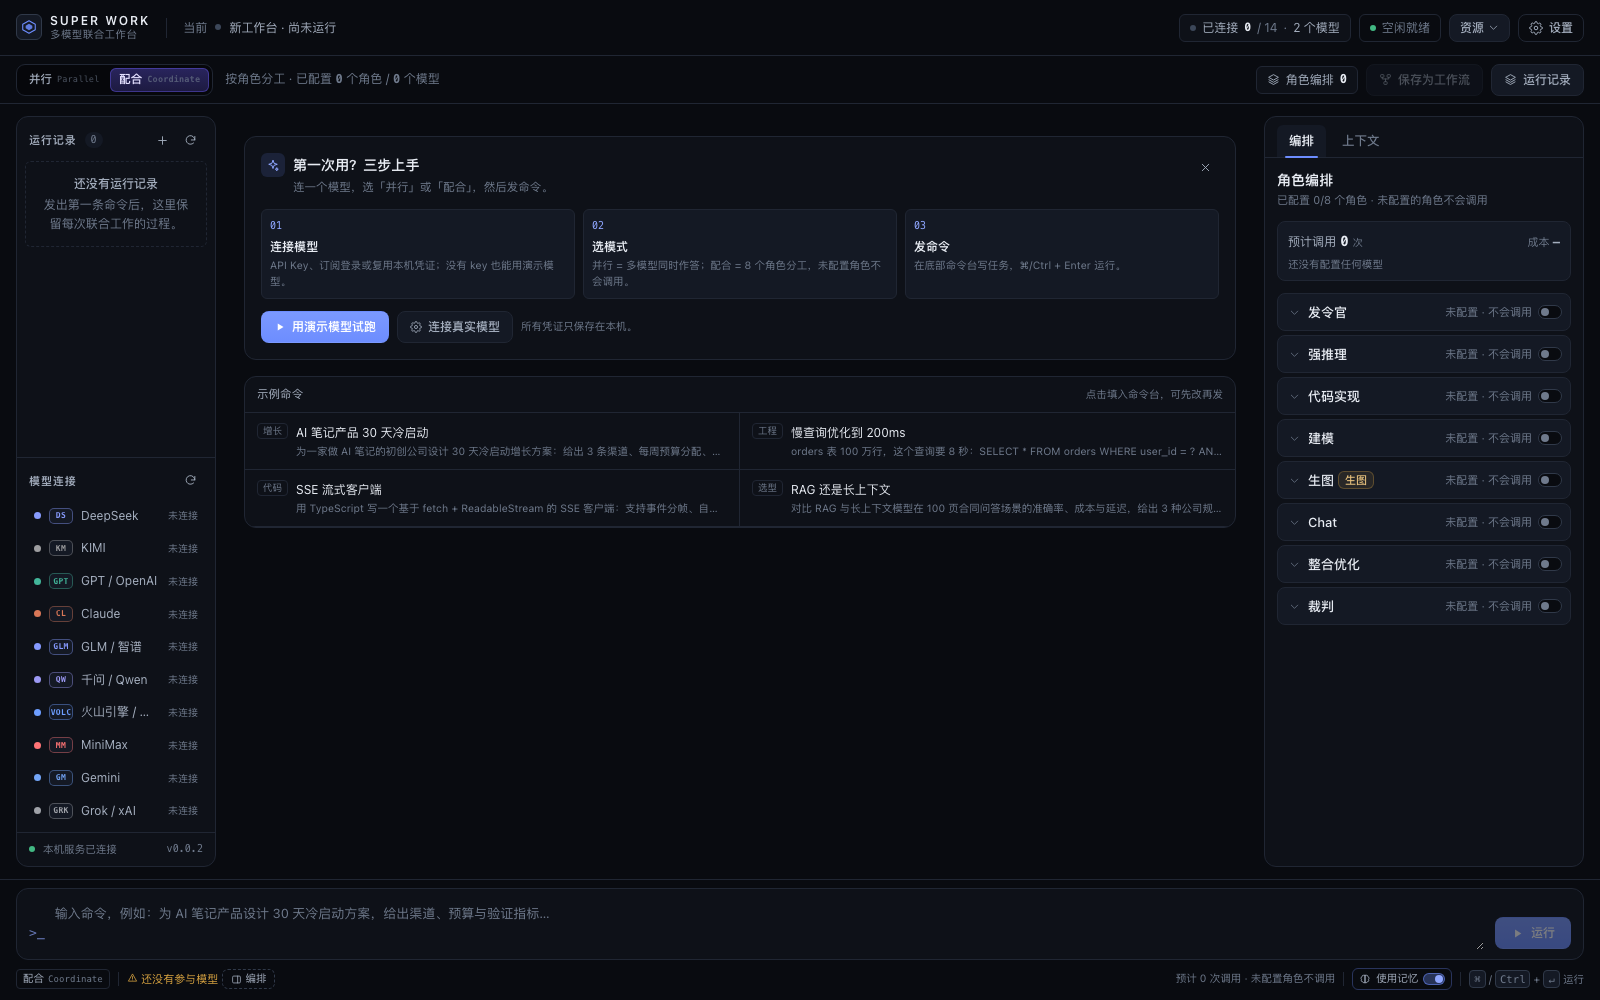 SUPER WORK
多模型联合工作台
当前 新工作台 · 尚未运行
已连接 0 / 14 · 2 个模型
空闲就绪
资源
设置
并行 Parallel
配合 Coordinate
按角色分工 · 已配置 0 个角色 / 0 个模型
角色编排 0
保存为工作流
运行记录
运行记录 0
还没有运行记录
发出第一条命令后，这里保
留每次联合工作的过程。
模型连接
DS DeepSeek 未连接
KM KIMI 未连接
GPT GPT / OpenAI 未连接
CL Claude 未连接
GLM GLM / 智谱 未连接
QW 千问 / Qwen 未连接
VOLC 火山引擎 / ... 未连接
MM MiniMax 未连接
GM Gemini 未连接
GRK Grok / xAI 未连接
本机服务已连接 v0.0.2
第一次用？三步上手
连一个模型，选「并行」或「配合」，然后发命令。
01
连接模型
API Key、订阅登录或复用本机凭证；没有 key 也能用演示模
型。
02
选模式
并行 = 多模型同时作答；配合 = 8 个角色分工，未配置角色不
会调用。
03
发命令
在底部命令台写任务，⌘/Ctrl + Enter 运行。
用演示模型试跑
连接真实模型
所有凭证只保存在本机。
示例命令
点击填入命令台，可先改再发
增长 AI 笔记产品 30 天冷启动
为一家做 AI 笔记的初创公司设计 30 天冷启动增长方案：给出 3 条渠道、每周预算分配、...
工程 慢查询优化到 200ms
orders 表 100 万行，这个查询要 8 秒：SELECT * FROM orders WHERE user_id = ? AN...
代码 SSE 流式客户端
用 TypeScript 写一个基于 fetch + ReadableStream 的 SSE 客户端：支持事件分帧、自...
选型 RAG 还是长上下文
对比 RAG 与长上下文模型在 100 页合同问答场景的准确率、成本与延迟，给出 3 种公司规...
编排
上下文
角色编排
已配置 0/8 个角色 · 未配置的角色不会调用
预计调用 0 次 成本 —
还没有配置任何模型
发令官 未配置 · 不会调用
强推理 未配置 · 不会调用
代码实现 未配置 · 不会调用
建模 未配置 · 不会调用
生图 生图 未配置 · 不会调用
Chat 未配置 · 不会调用
整合优化 未配置 · 不会调用
裁判 未配置 · 不会调用
输入命令，例如：为 AI 笔记产品设计 30 天冷启动方案，给出渠道、预算与验证指标...
>_
运行
配合 Coordinate
还没有参与模型
编排
预计 0 次调用 · 未配置角色不调用
使用记忆
⌘ / Ctrl + ↵ 运行